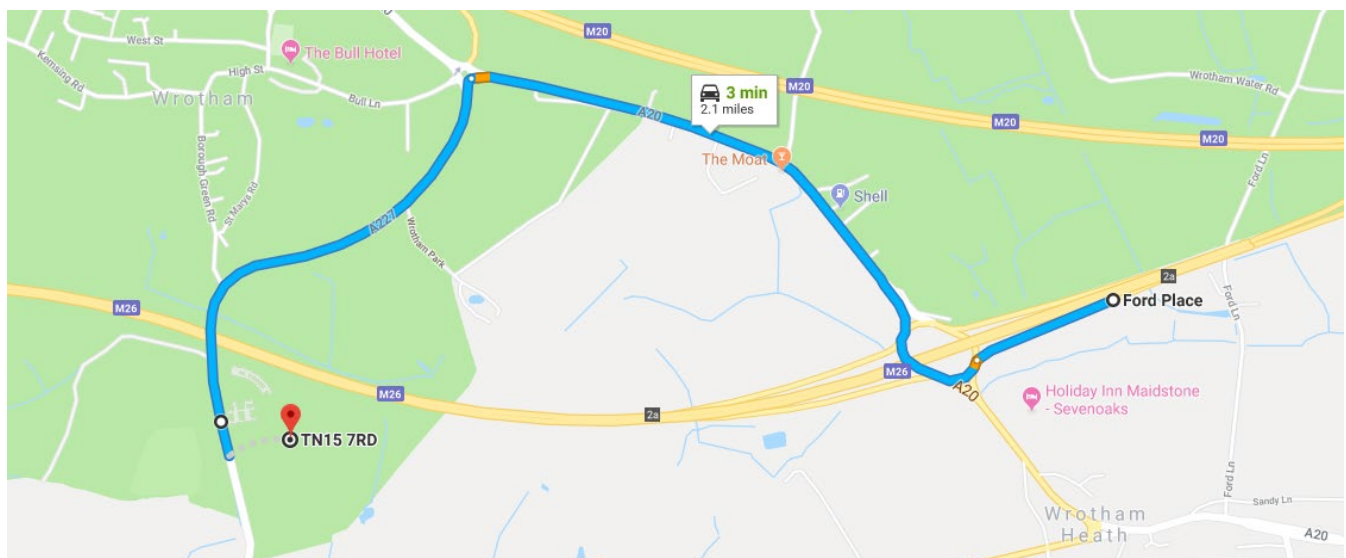 West St
Kemsing Rd
The Bull Hotel
High St
Wrotham
Bull Ln
Borough Green Rd
St Marys Rd
A227
Wrotham Park
M20
A20
3 min
2.1 miles
The Moat
Shell
M20
M20
M20
Wrotham Water Rd
Ford Ln
2a
Ford Place
Ford Ln
M26
M26
M26
2a
A20
Holiday Inn Maidstone
- Sevenoaks
TN15 7RD
Ford Ln
Sandy Ln
Wrotham
Heath
A20